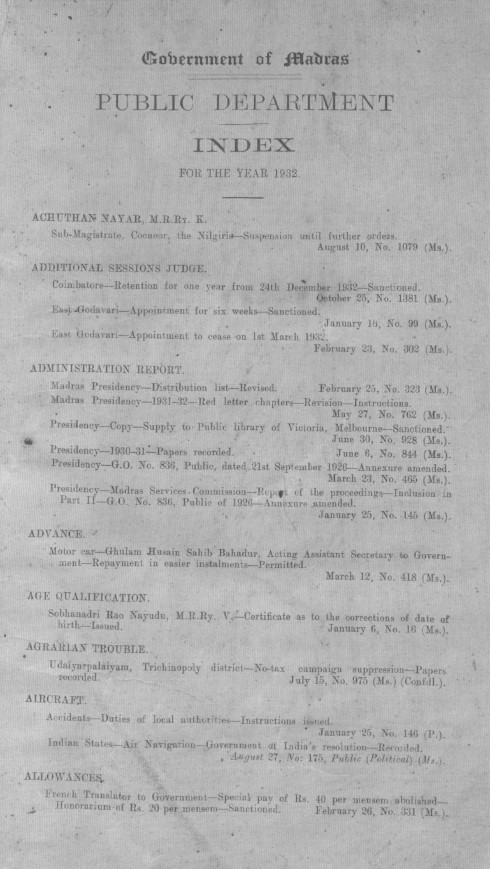 Government of Madras
PUBLIC DEPARTMENT
INDEX
FOR THE YEAR 1932.
ACHUTHAN NAYAR, M.R.RY. K.
Sub-Magistrate, Coonoor, the Nilgiris—Suspension until further orders.
August 10, No. 1079 (Ms.).
ADDITIONAL SESSIONS JUDGE.
Coimbatore—Retention for one year from 24th December 1932—Sanctioned.
October 25, No. 1381 (Ms.).
East Godavari—Appointment for six weeks—Sanctioned.
January 15, No. 99 (Ms.).
East Godavari—Appointment to cease on 1st March 1932.
February 23, No. 302 (Ms.).
ADMINISTRATION REPORT.
Madras Presidency—Distribution list—Revised. February 25, No. 323 (Ms.).
Madras Presidency—1931-32—Red letter chapters—Revision—Instructions.
May 27, No. 762 (Ms.).
Presidency—Copy—Supply to Public library of Victoria, Melbourne—Sanctioned.
June 30, No. 928 (Ms.).
Presidency—1930-31—Papers recorded. June 6, No. 844 (Ms.).
Presidency—G.O. No. 836, Public, dated 21st September 1926—Annexure amended.
March 23, No. 465 (Ms.).
Presidency—Madras Services Commission—Report of the proceedings—Inclusion in
Part II—G.O. No. 836, Public of 1926—Annexure amended.
January 25, No. 145 (Ms.).
ADVANCE.
Motor car—Ghulam Husain Sahib Bahadur, Acting Assistant Secretary to Govern-
ment—Repayment in easier instalments—Permitted.
March 12, No. 418 (Ms.).
AGE QUALIFICATION.
Sobhanadri Rao Nayudu, M.R.Ry. V.—Certificate as to the corrections of date of
birth—Issued. January 6, No. 16 (Ms.).
AGRARIAN TROUBLE.
Udaiyarpalaiyam, Trichinopoly district—No-tax campaign suppression—Papers
recorded. July 15, No. 975 (Ms.) (Confdl.).
AIRCRAFT.
Accidents—Duties of local authorities—Instructions issued.
January 25, No. 146 (P.).
Indian States—Air Navigation—Government of India's resolution—Recorded.
August 27, No. 175, Public (Political) (Ms.).
ALLOWANCES.
French Translator to Government—Special pay of Rs. 40 per mensem abolished—
Honorarium of Rs. 20 per mensem—Sanctioned. February 26, No. 331 (Ms.).